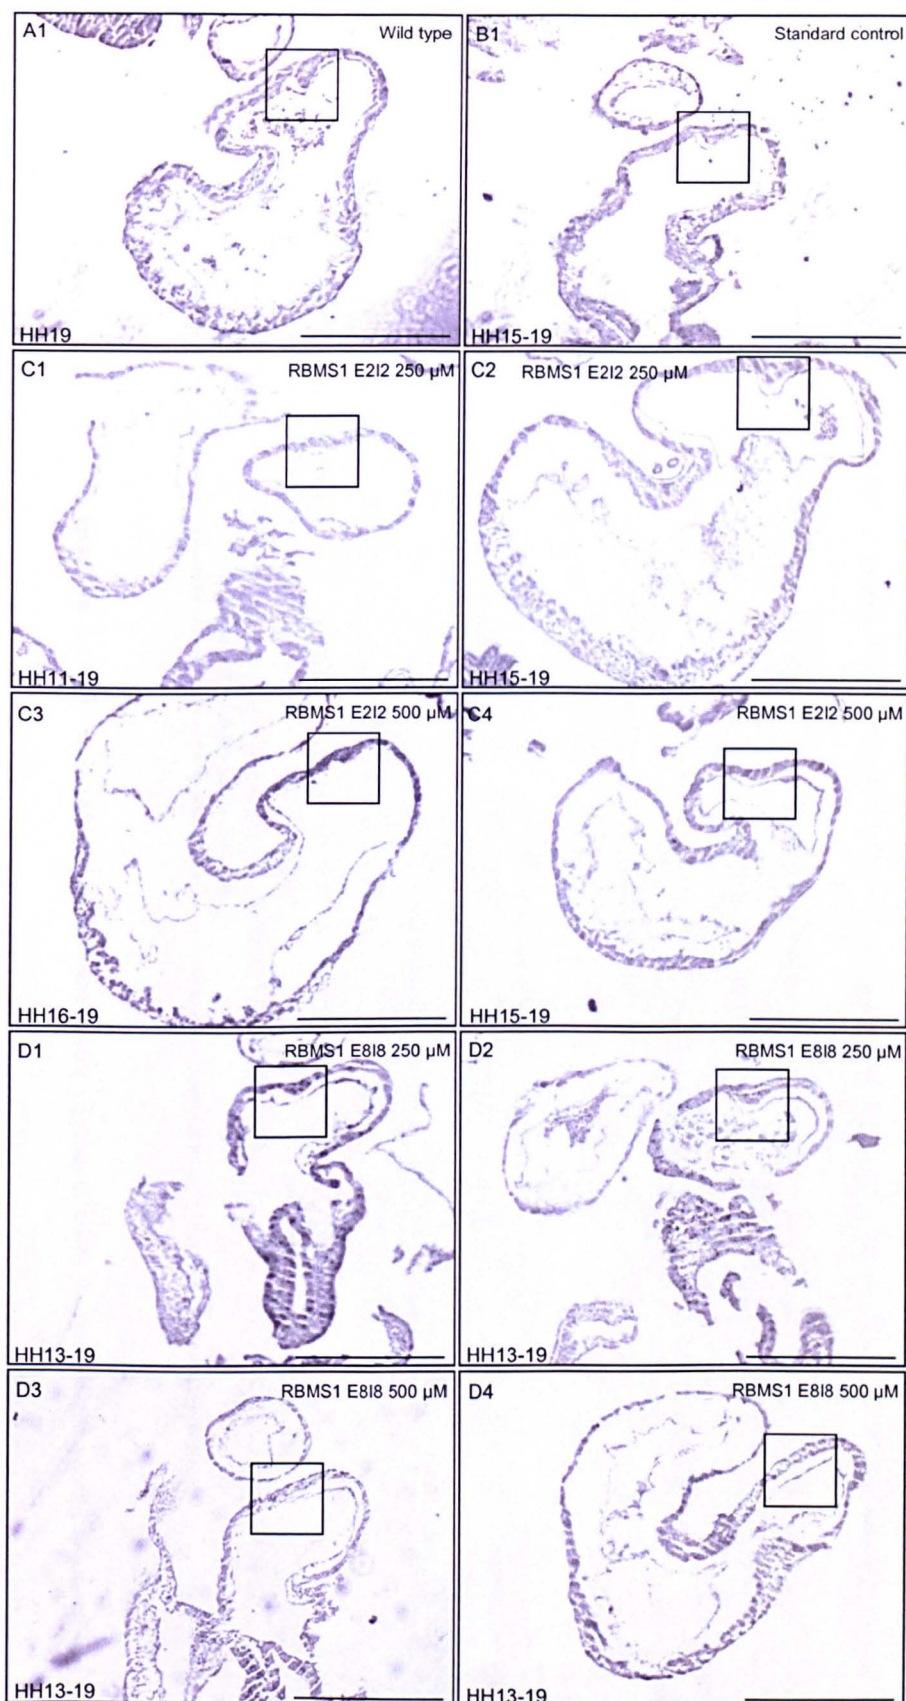 A1 Wild type
HH19
B1 Standard control
HH15-19
C1 RBMS1 E2I2 250 µM
HH11-19
C2 RBMS1 E2I2 250 µM
HH15-19
C3 RBMS1 E2I2 500 µM
HH16-19
C4 RBMS1 E2I2 500 µM
HH15-19
D1 RBMS1 E8I8 250 µM
HH13-19
D2 RBMS1 E8I8 250 µM
HH13-19
D3 RBMS1 E8I8 500 µM
HH13-19
D4 RBMS1 E8I8 500 µM
HH13-19